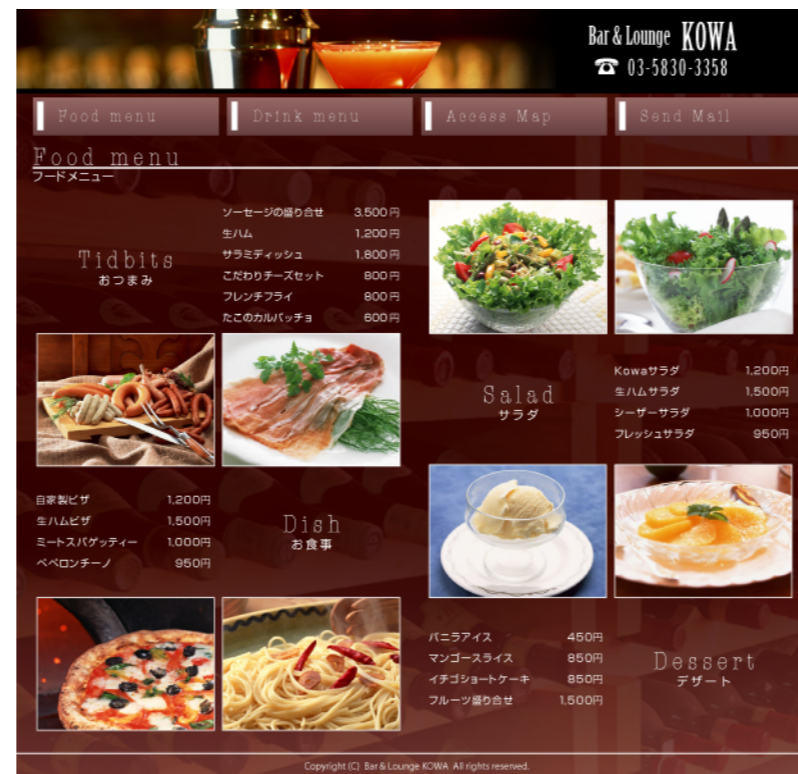 Bar & Lounge KOWA
☎ 03-5830-3358
Food menu
Drink menu
Access Map
Send Mail
Food menu
フードメニュー
Tidbits
おつまみ
ソーセージの盛り合せ 3,500円
生ハム 1,200円
サラミディッシュ 1,800円
こだわりチーズセット 800円
フレンチフライ 800円
たこのカルパッチョ 600円
Salad
サラダ
Kowaサラダ 1,200円
生ハムサラダ 1,500円
シーザーサラダ 1,000円
フレッシュサラダ 950円
自家製ピザ 1,200円
生ハムピザ 1,500円
ミートスパゲッティー 1,000円
ペペロンチーノ 950円
Dish
お食事
バニラアイス 450円
マンゴースライス 850円
イチゴショートケーキ 850円
フルーツ盛り合せ 1,500円
Dessert
デザート
Copyright (C) Bar & Lounge KOWA All rights reserved.